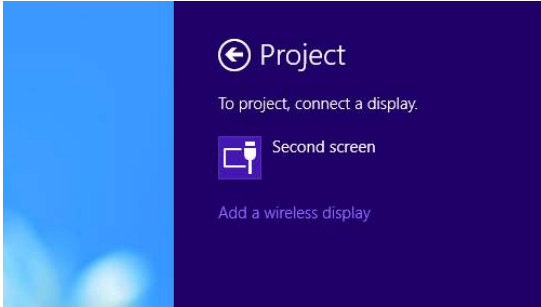 Project
To project, connect a display.
Second screen
Add a wireless display